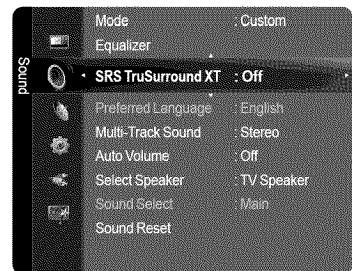 Sound
Mode : Custom
Equalizer
SRS TruSurround XT : Off
Preferred Language : English
Multi-Track Sound : Stereo
Auto Volume : Off
Select Speaker : TV Speaker
Sound Select : Main
Sound Reset